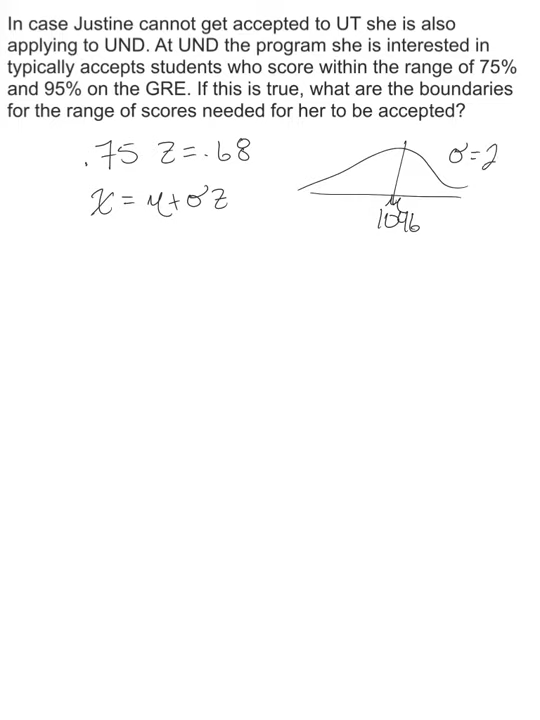 In case Justine cannot get accepted to UT she is also
applying to UND. At UND the program she is interested in
typically accepts students who score within the range of 75%
and 95% on the GRE. If this is true, what are the boundaries
for the range of scores needed for her to be accepted?
.75 Z=.68
σ=2
X = μ+σZ
μ
1096